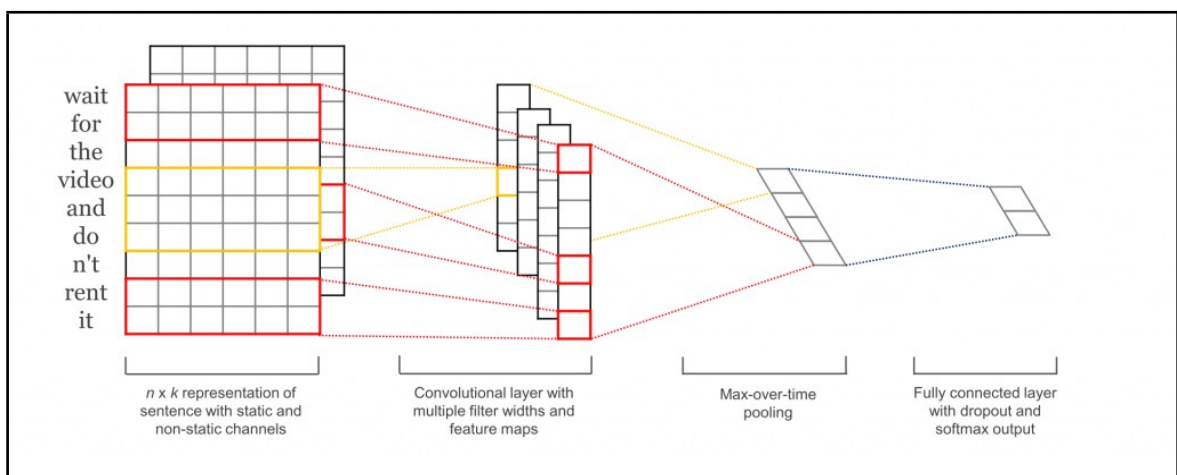 wait
for
the
video
and
do
n't
rent
it
n x k representation of
sentence with static and
non-static channels
Convolutional layer with
multiple filter widths and
feature maps
Max-over-time
pooling
Fully connected layer
with dropout and
softmax output